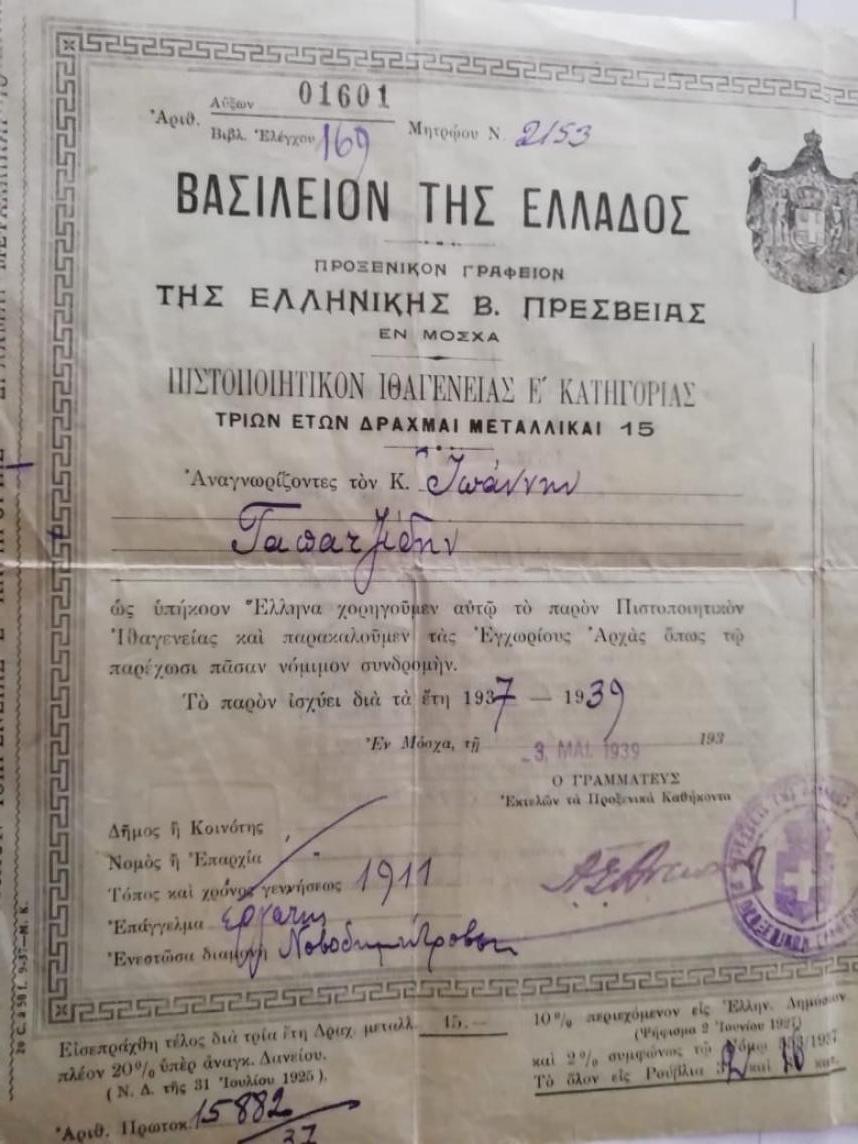 Αὔξων 01601
Ἀριθ.
Βιβλ. Ἐλέγχου 169
Μητρῴου Ν. 2153
ΒΑΣΙΛΕΙΟΝ ΤΗΣ ΕΛΛΑΔΟΣ
ΠΡΟΞΕΝΙΚΟΝ ΓΡΑΦΕΙΟΝ
ΤΗΣ ΕΛΛΗΝΙΚΗΣ Β. ΠΡΕΣΒΕΙΑΣ
ΕΝ ΜΟΣΧΑ
ΠΙΣΤΟΠΟΙΗΤΙΚΟΝ ΙΘΑΓΕΝΕΙΑΣ Ε΄ ΚΑΤΗΓΟΡΙΑΣ
ΤΡΙΩΝ ΕΤΩΝ ΔΡΑΧΜΑΙ ΜΕΤΑΛΛΙΚΑΙ 15
Ἀναγνωρίζοντες τὸν Κ. Ἰωάννην
ὡς ὑπήκοον Ἕλληνα χορηγοῦμεν αὐτῷ τὸ παρὸν Πιστοποιητικὸν
Ἰθαγενείας καὶ παρακαλοῦμεν τὰς Ἐγχωρίους Ἀρχὰς ὅπως τῷ
παρέχωσι πᾶσαν νόμιμον συνδρομήν.
Τὸ παρὸν ἰσχύει διὰ τὰ ἔτη 1937 — 1939
Ἐν Μόσχᾳ, τῇ 3 MAI 1939 193
Ο ΓΡΑΜΜΑΤΕΥΣ
Ἐκτελῶν τὰ Προξενικὰ Καθήκοντα
Δῆμος ἢ Κοινότης
Νομὸς ἢ Ἐπαρχία
Τόπος καὶ χρόνος γεννήσεως 1911
Ἐπάγγελμα ἐργάτης
Ἐνεστῶσα διαμονὴ
Εἰσεπράχθη τέλος διὰ τρία ἔτη Δραχ. μεταλλ. 15.—
πλέον 20% ὑπὲρ ἀναγκ. Δανείου.
(Ν. Δ. τῆς 31 Ἰουλίου 1925).
Ἀριθ. Πρωτοκ. 15882
37
10% περιεχόμενον εἰς Ἑλλην. Δημόσιον
(Ψήφισμα 2 Ἰουνίου 1927)
καὶ 2% συμφώνως τῷ Νόμῳ
Τὸ ὅλον εἰς Ρούβλια καὶ